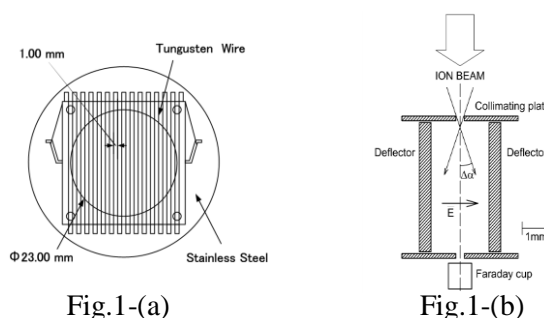 1.00 mm
Tungusten Wire
Φ23.00 mm
Stainless Steel
Fig.1-(a)
ION BEAM
Collimating plat
Deflector
Deflecto
Δα
E
1mm
Faraday cup
Fig.1-(b)